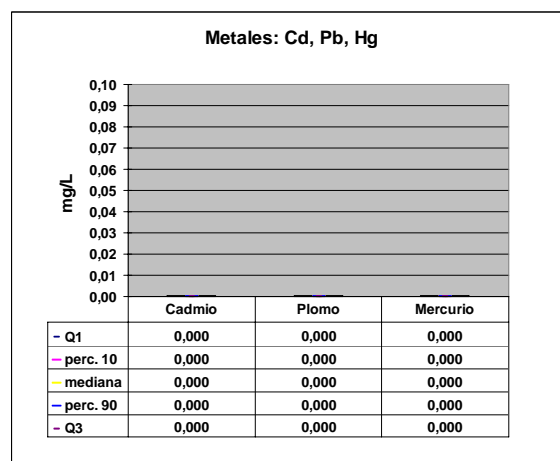 Metales: Cd, Pb, Hg
mg/L
0,10
0,09
0,08
0,07
0,06
0,05
0,04
0,03
0,02
0,01
0,00
Cadmio Plomo Mercurio
Q1 0,000 0,000 0,000
perc. 10 0,000 0,000 0,000
mediana 0,000 0,000 0,000
perc. 90 0,000 0,000 0,000
Q3 0,000 0,000 0,000